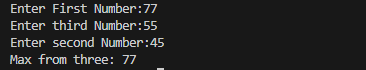 Enter First Number:77
Enter third Number:55
Enter second Number:45
Max from three: 77